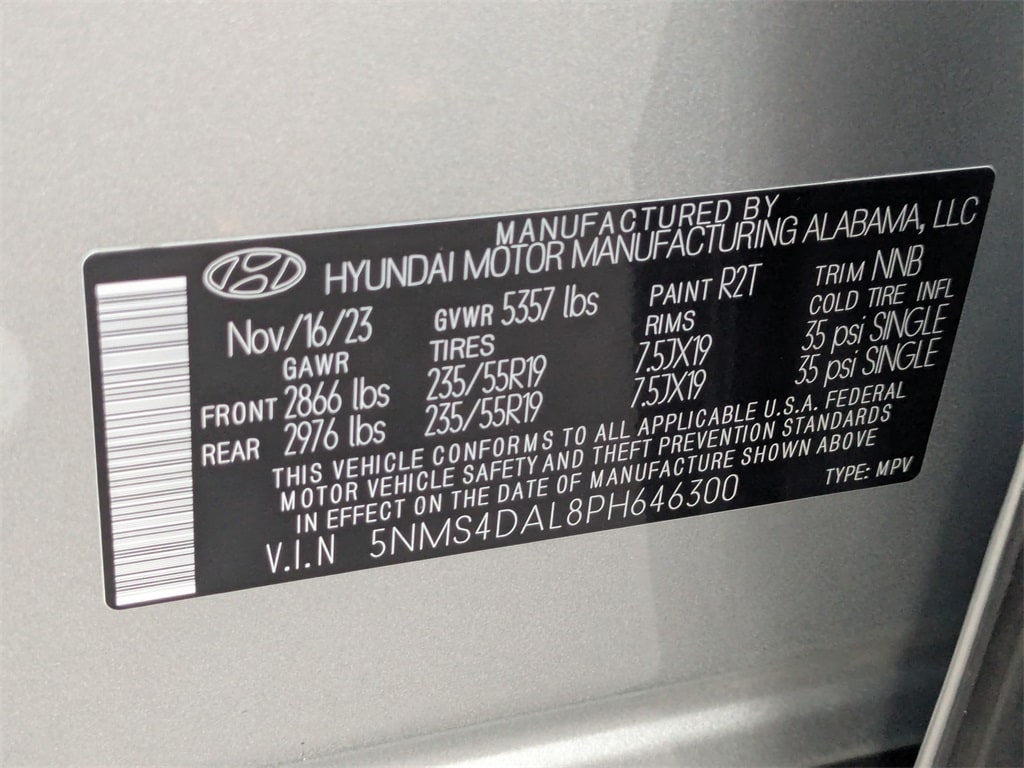 MANUFACTURED BY
HYUNDAI MOTOR MANUFACTURING ALABAMA, LLC
Nov/16/23 GVWR 5357 lbs PAINT R2T TRIM NNB
GAWR TIRES RIMS COLD TIRE INFL
FRONT 2866 lbs 235/55R19 7.5JX19 35 psi SINGLE
REAR 2976 lbs 235/55R19 7.5JX19 35 psi SINGLE
THIS VEHICLE CONFORMS TO ALL APPLICABLE U.S.A. FEDERAL
MOTOR VEHICLE SAFETY AND THEFT PREVENTION STANDARDS
IN EFFECT ON THE DATE OF MANUFACTURE SHOWN ABOVE
V.I.N 5NMS4DAL8PH646300 TYPE: MPV